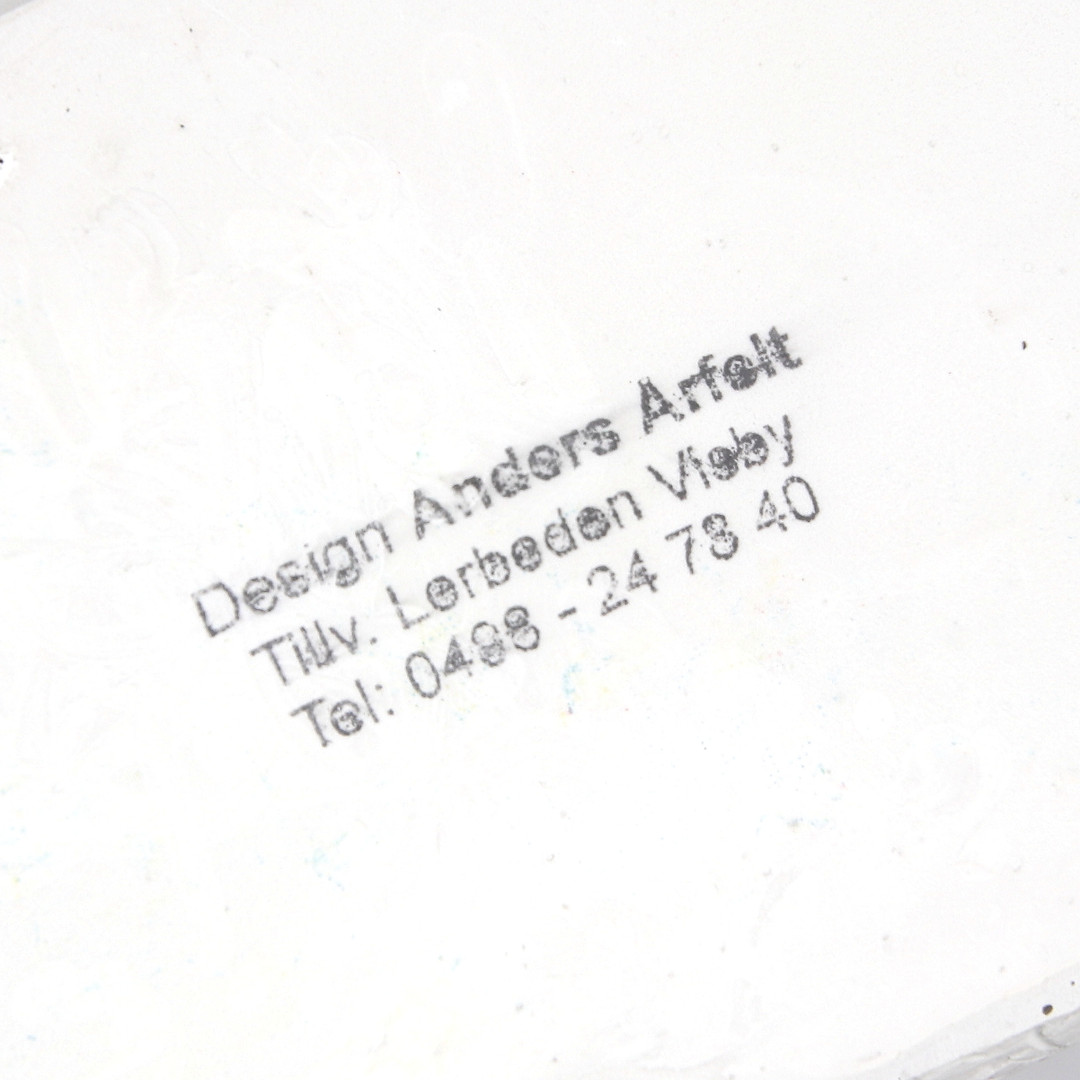 Design Anders Arfelt
Tillv. Lerboden Visby
Tel: 0498 - 24 78 40